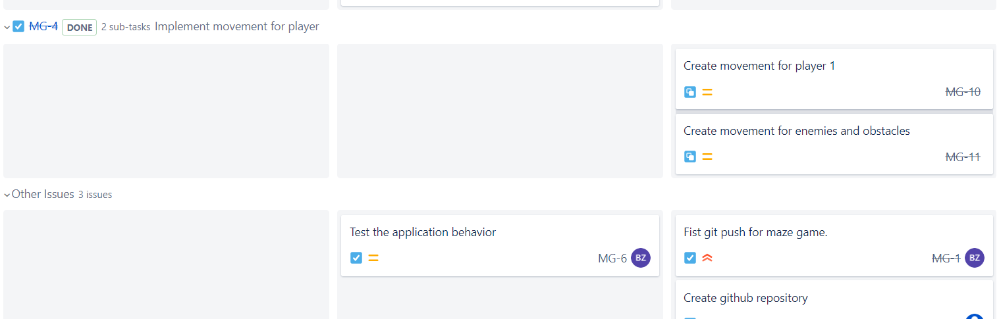 MG-4 DONE 2 sub-tasks Implement movement for player
Create movement for player 1
MG-10
Create movement for enemies and obstacles
MG-11
Other Issues 3 issues
Test the application behavior
MG-6 BZ
Fist git push for maze game.
MG-1 BZ
Create github repository